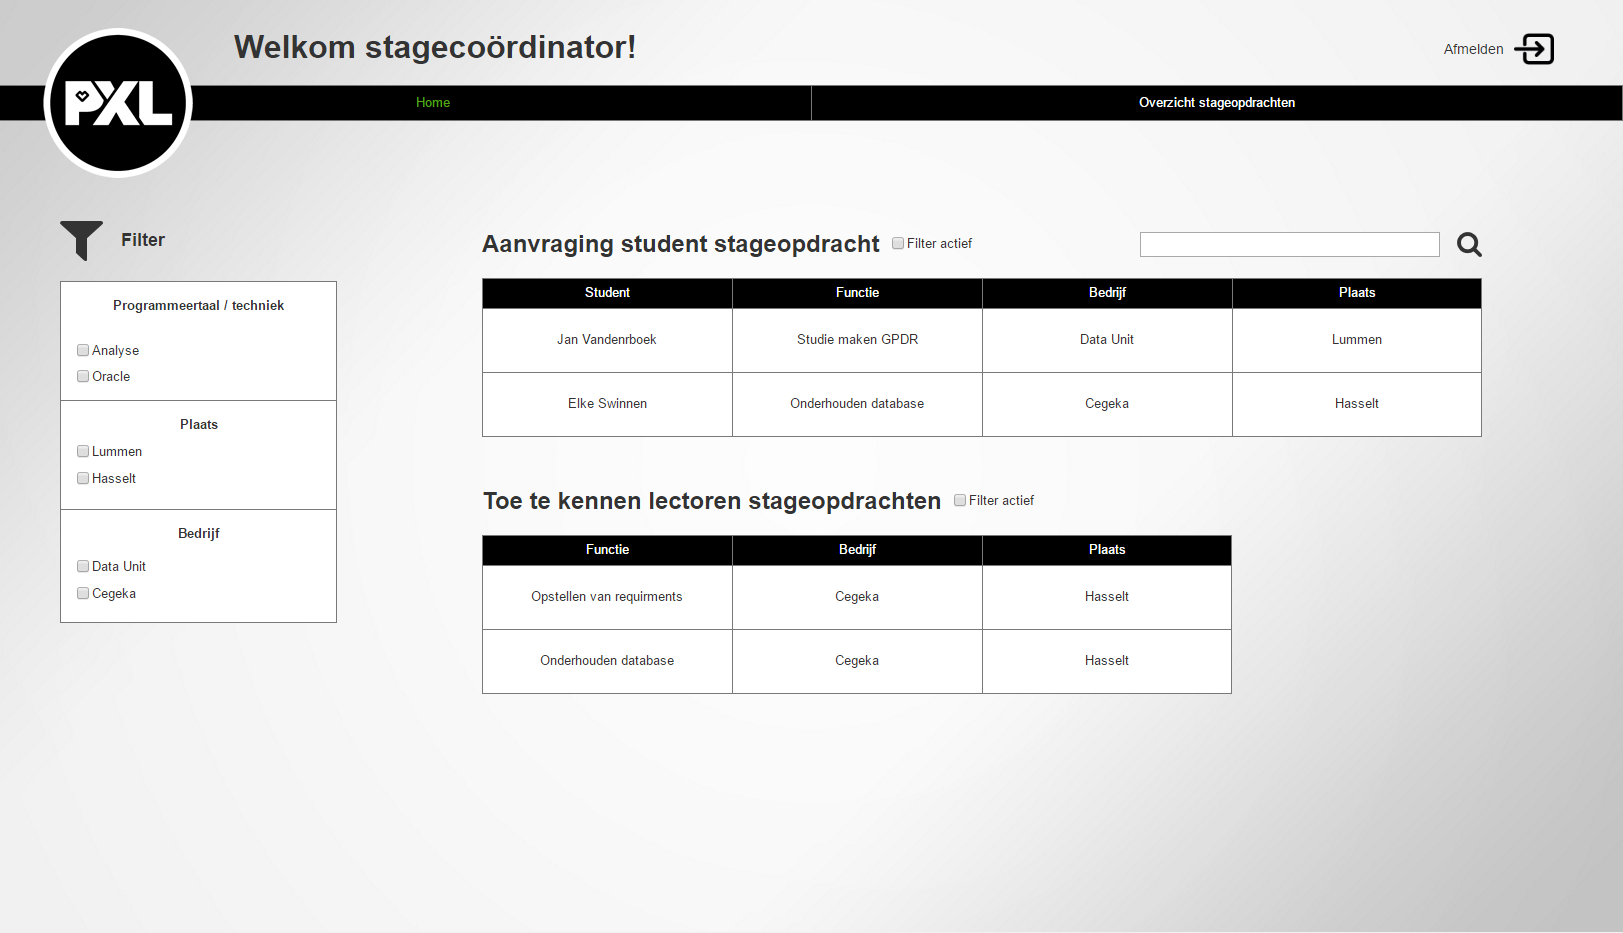 Welkom stagecoördinator!
Afmelden
PXL
Home
Overzicht stageopdrachten
Filter
Programmeertaal / techniek
Analyse
Oracle
Plaats
Lummen
Hasselt
Bedrijf
Data Unit
Cegeka
Aanvraging student stageopdracht
Filter actief
Student Functie Bedrijf Plaats
Jan Vandenrboek Studie maken GPDR Data Unit Lummen
Elke Swinnen Onderhouden database Cegeka Hasselt
Toe te kennen lectoren stageopdrachten
Filter actief
Functie Bedrijf Plaats
Opstellen van requirments Cegeka Hasselt
Onderhouden database Cegeka Hasselt